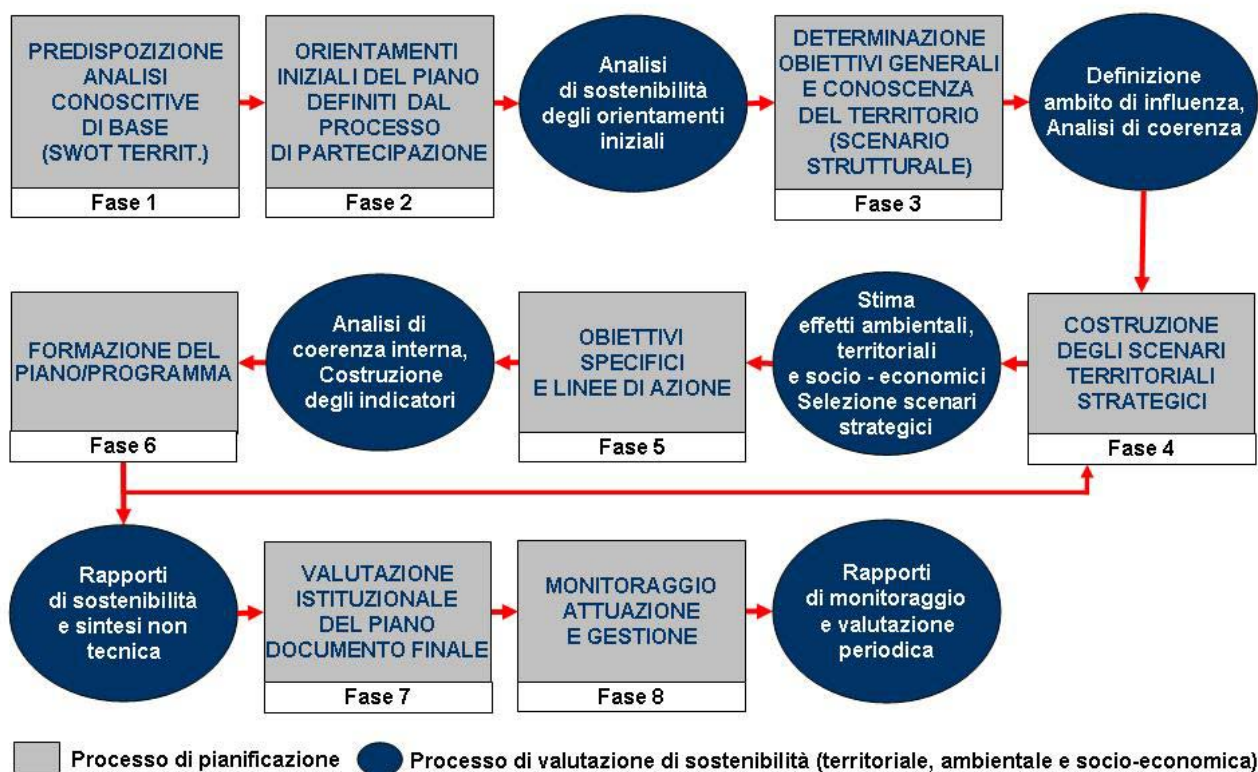 PREDISPOZIZIONE
ANALISI
CONOSCITIVE
DI BASE
(SWOT TERRIT.)
Fase 1
ORIENTAMENTI
INIZIALI DEL PIANO
DEFINITI DAL
PROCESSO
DI PARTECIPAZIONE
Fase 2
Analisi
di sostenibilità
degli orientamenti
iniziali
DETERMINAZIONE
OBIETTIVI GENERALI
E CONOSCENZA
DEL TERRITORIO
(SCENARIO
STRUTTURALE)
Fase 3
Definizione
ambito di influenza,
Analisi di coerenza
FORMAZIONE DEL
PIANO/PROGRAMMA
Fase 6
Analisi di
coerenza interna,
Costruzione
degli indicatori
OBIETTIVI
SPECIFICI
E LINEE DI AZIONE
Fase 5
Stima
effetti ambientali,
territoriali
e socio - economici
Selezione scenari
strategici
COSTRUZIONE
DEGLI SCENARI
TERRITORIALI
STRATEGICI
Fase 4
Rapporti
di sostenibilità
e sintesi non
tecnica
VALUTAZIONE
ISTITUZIONALE
DEL PIANO
DOCUMENTO FINALE
Fase 7
MONITORAGGIO
ATTUAZIONE
E GESTIONE
Fase 8
Rapporti
di monitoraggio
e valutazione
periodica
Processo di pianificazione
Processo di valutazione di sostenibilità (territoriale, ambientale e socio-economica)